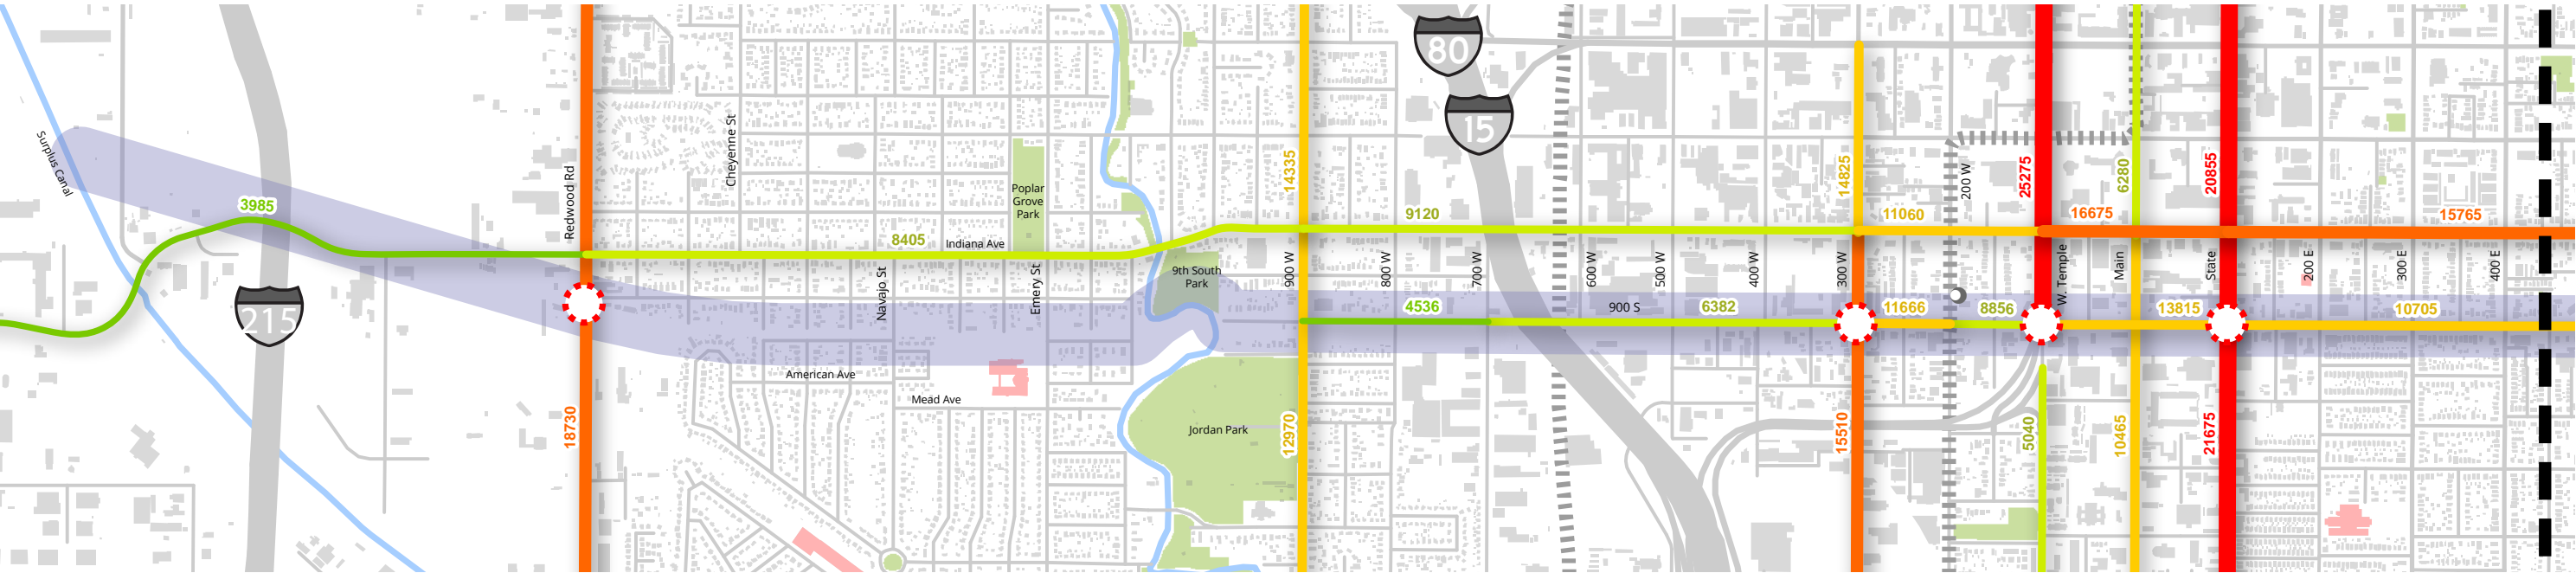 80
15
215
Surplus Canal
3985
Redwood Rd
18730
Cheyenne St
8405
Indiana Ave
Navajo St
Emery St
Poplar
Grove
Park
American Ave
Mead Ave
9th South
Park
Jordan Park
14335
900 W
12970
9120
800 W
700 W
4536
600 W
900 S
500 W
6382
400 W
14825
300 W
15510
11060
11666
200 W
8856
25275
W. Temple
5040
16675
6280
Main
10465
13815
20855
State
21675
200 E
300 E
10705
15765
400 E